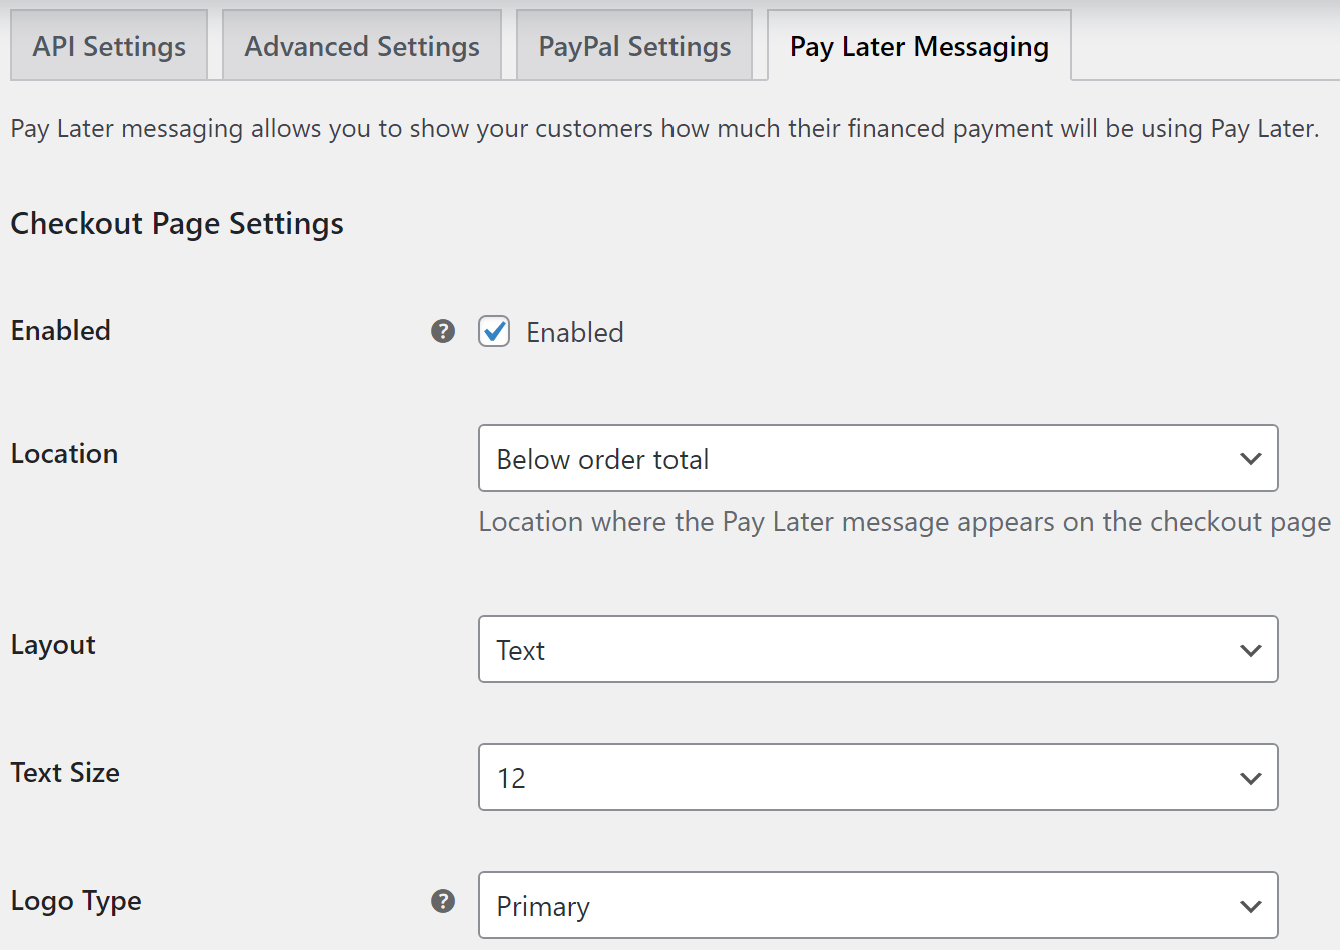 API Settings Advanced Settings PayPal Settings Pay Later Messaging
Pay Later messaging allows you to show your customers how much their financed payment will be using Pay Later.
Checkout Page Settings
Enabled ? Enabled
Location Below order total
Location where the Pay Later message appears on the checkout page
Layout Text
Text Size 12
Logo Type ? Primary